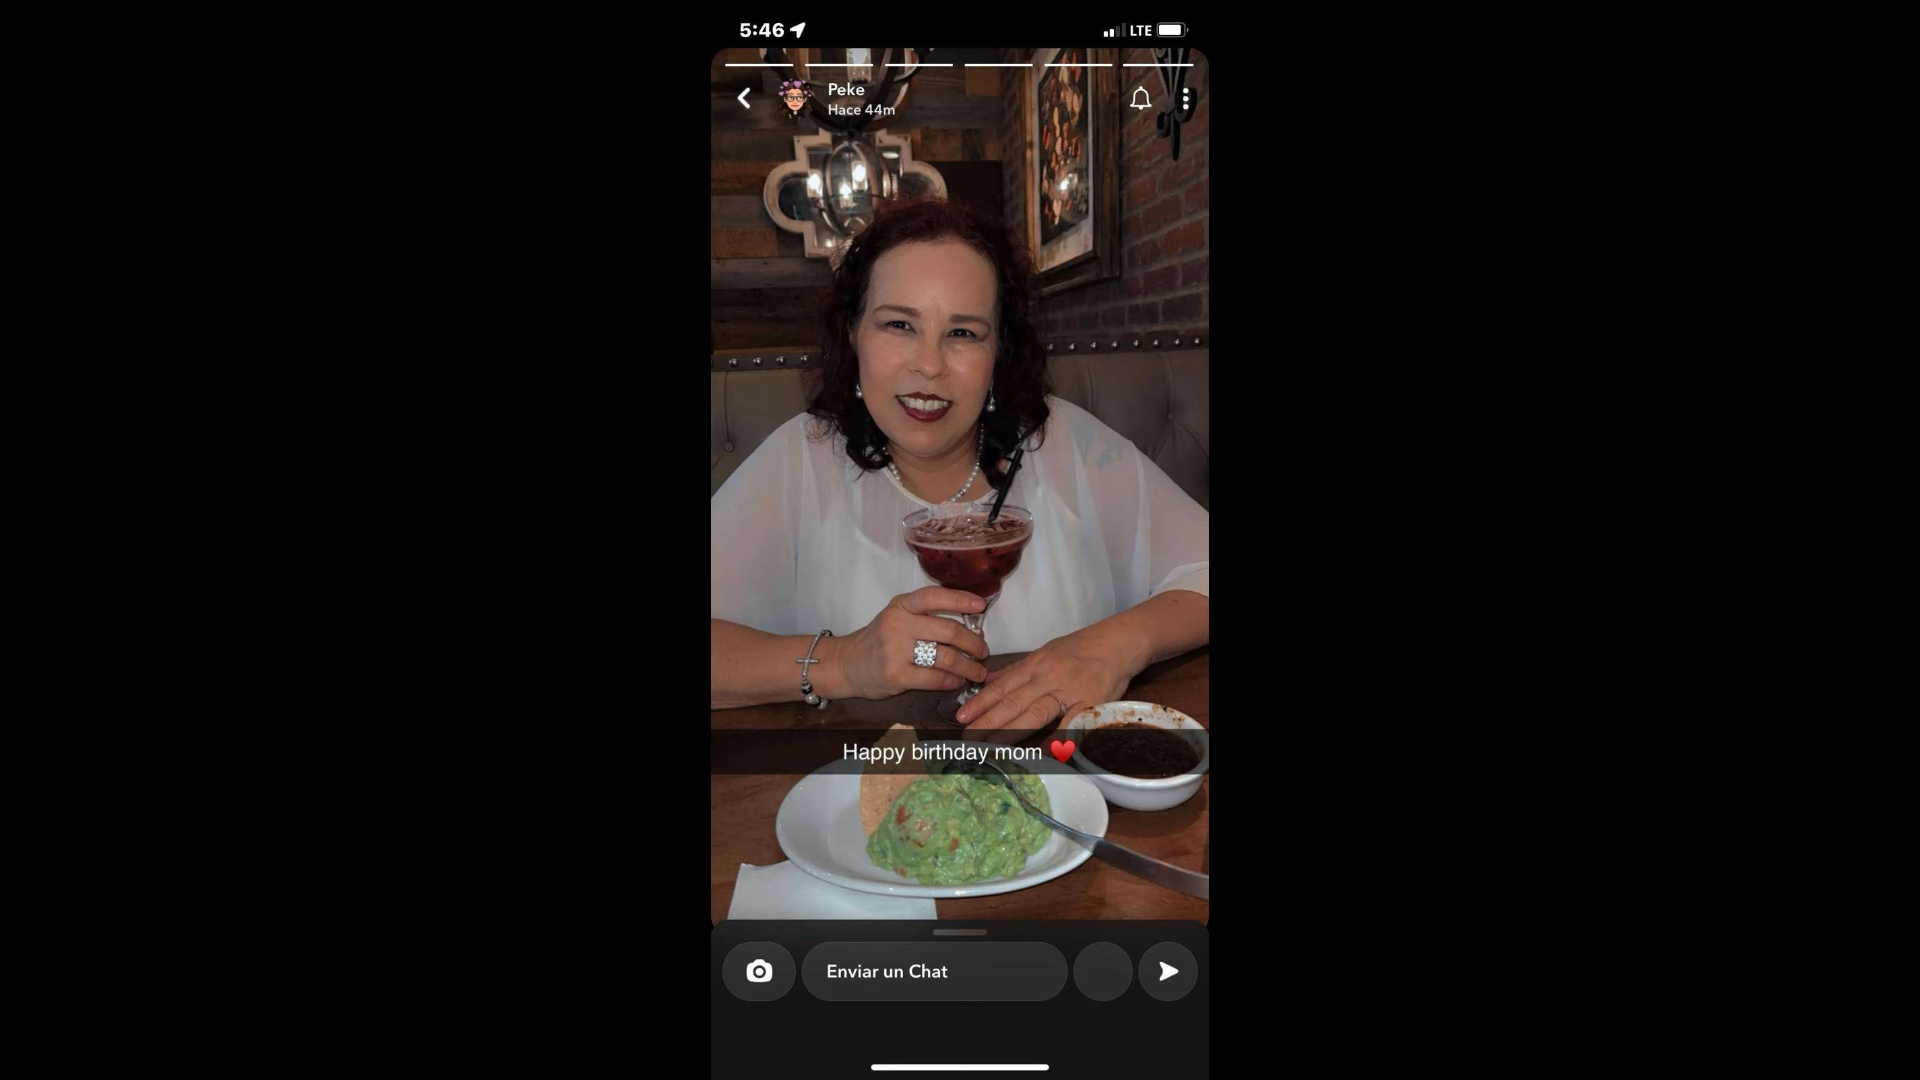 5:46
LTE
Peke
Hace 44m
Happy birthday mom ❤️
Enviar un Chat